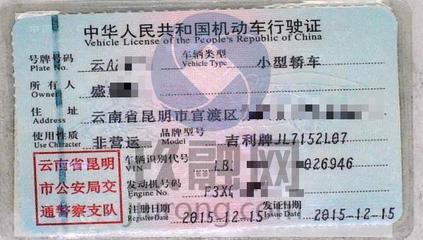 中华人民共和国机动车行驶证
Vehicle License of the People's Republic of China
号牌号码 云A 车辆类型 小型轿车
Plate No. Vehicle Type
所有人 盛
Owner
住址 云南省昆明市官渡区
Address
使用性质 非营运 品牌型号 吉利牌JL7152L07
Use Character
云南省昆明
市公安局交
通警察支队
车辆识别代号 LB. 026946
VIN
发动机号码 F3X
Engine No.
注册日期 2015-12-15 发证日期 2015-12-15
Register Date Issue Date